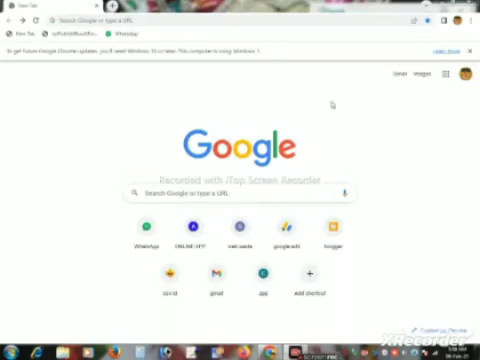 New Tab
Search Google or type a URL
New Tab
WhatsApp
To get future Google Chrome updates, you'll need Windows 10 or later. This computer is using Windows 7.
Learn more
Gmail Images
Google
Recorded with iTop Screen Recorder
Search Google or type a URL
WhatsApp
web waste
google ads
blogger
covid
gmail
app
Add shortcut
Customize Chrome
XRecorder